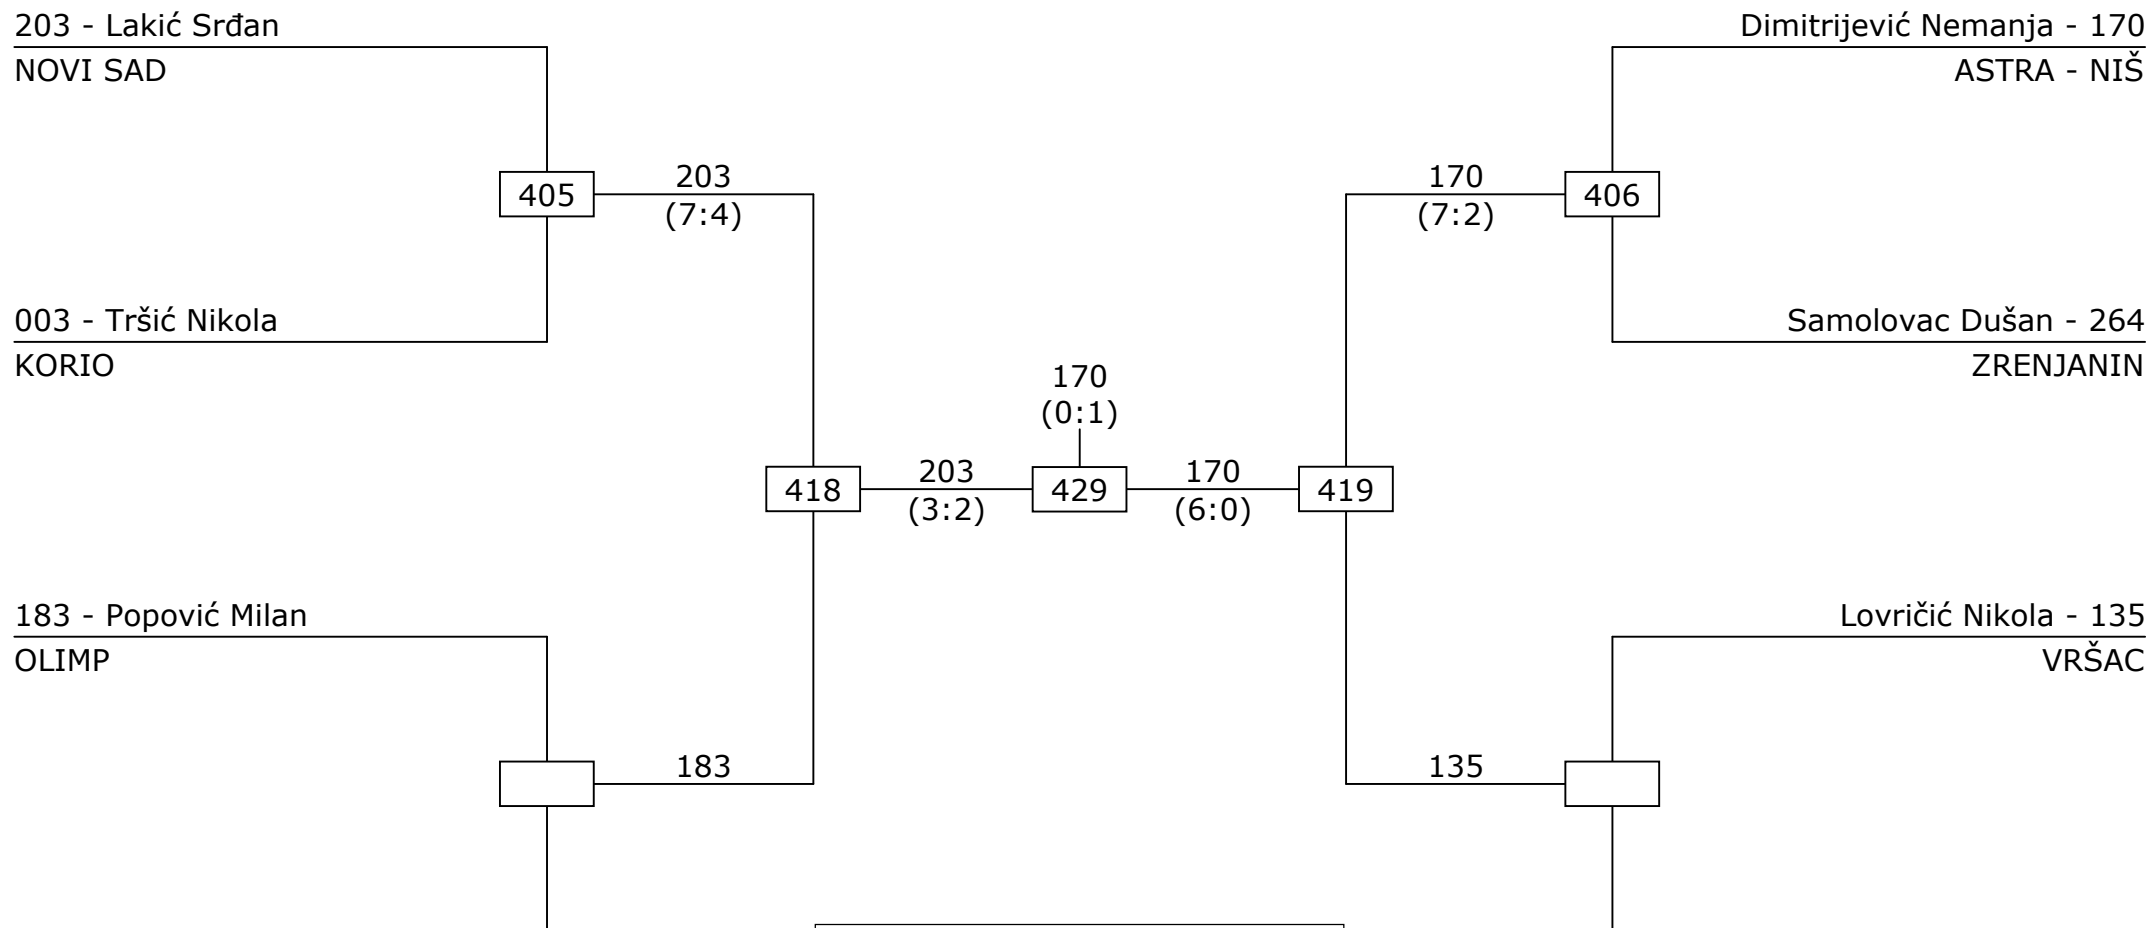 203 - Lakić Srđan
NOVI SAD
Dimitrijević Nemanja - 170
ASTRA - NIŠ
405
203
(7:4)
170
(7:2)
406
003 - Tršić Nikola
KORIO
Samolovac Dušan - 264
ZRENJANIN
170
(0:1)
418
203
(3:2)
429
170
(6:0)
419
183 - Popović Milan
OLIMP
Lovričić Nikola - 135
VRŠAC
183
135